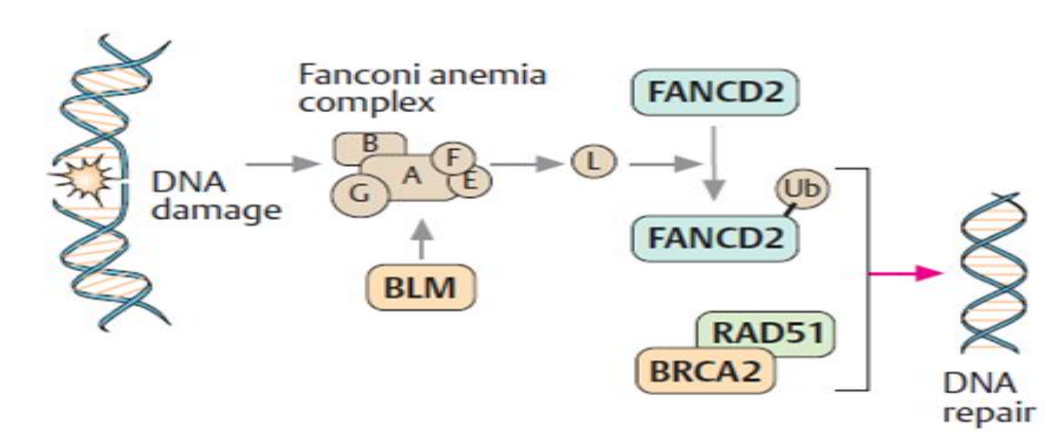 Fanconi anemia
complex
FANCD2
B
F
A
E
G
L
DNA
damage
Ub
FANCD2
BLM
RAD51
BRCA2
DNA
repair